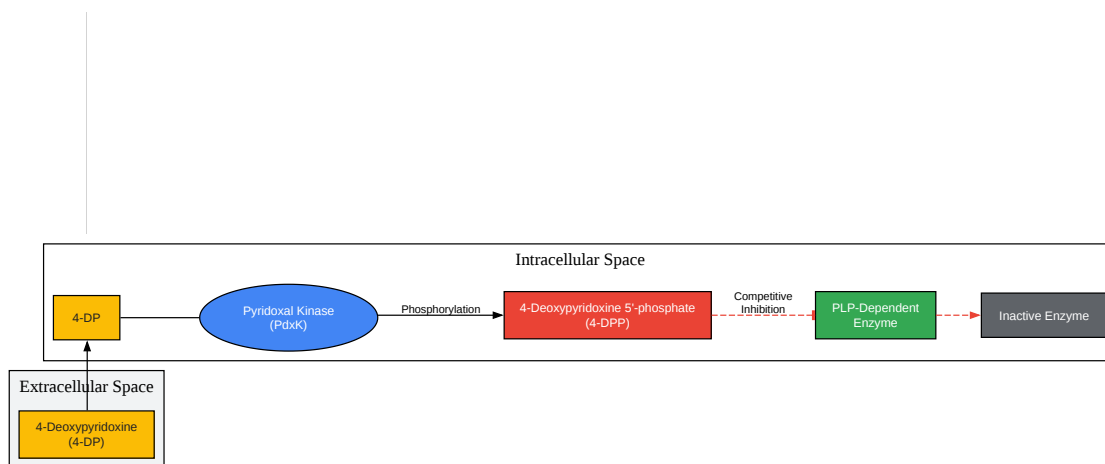 Intracellular Space
4-DP
Pyridoxal Kinase
(PdxK)
Phosphorylation
4-Deoxypyridoxine 5'-phosphate
(4-DPP)
Competitive
Inhibition
PLP-Dependent
Enzyme
Inactive Enzyme
Extracellular Space
4-Deoxypyridoxine
(4-DP)